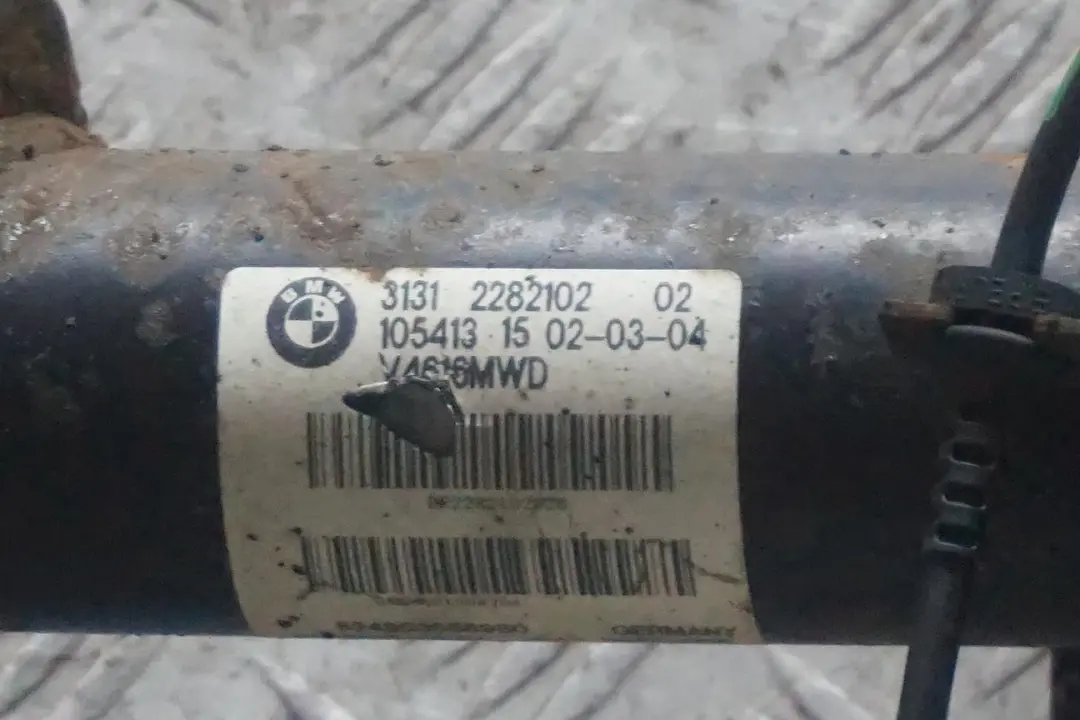 BMW
3131 2282102 02
105413 15 02-03-04
V4616MWD
GERMANY